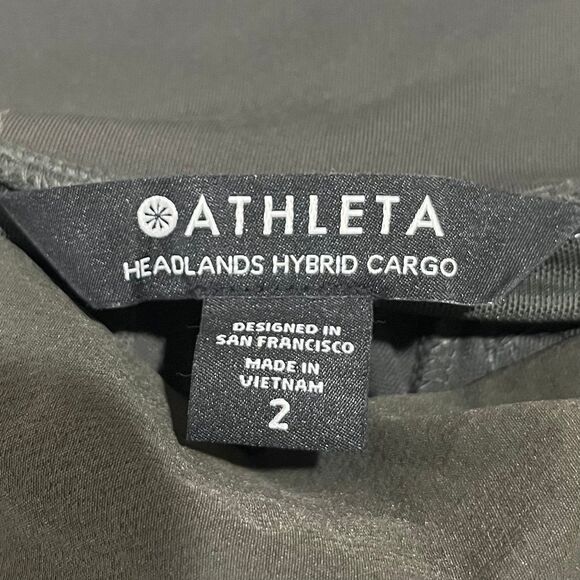 ATHLETA
HEADLANDS HYBRID CARGO
DESIGNED IN
SAN FRANCISCO
MADE IN
VIETNAM
2